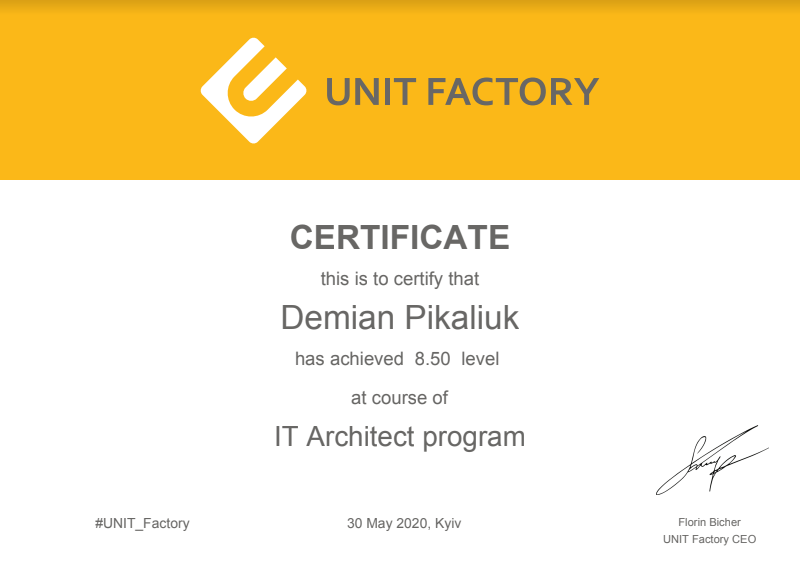 UNIT FACTORY
CERTIFICATE
this is to certify that
Demian Pikaliuk
has achieved 8.50 level
at course of
IT Architect program
#UNIT_Factory
30 May 2020, Kyiv
Florin Bicher
UNIT Factory CEO